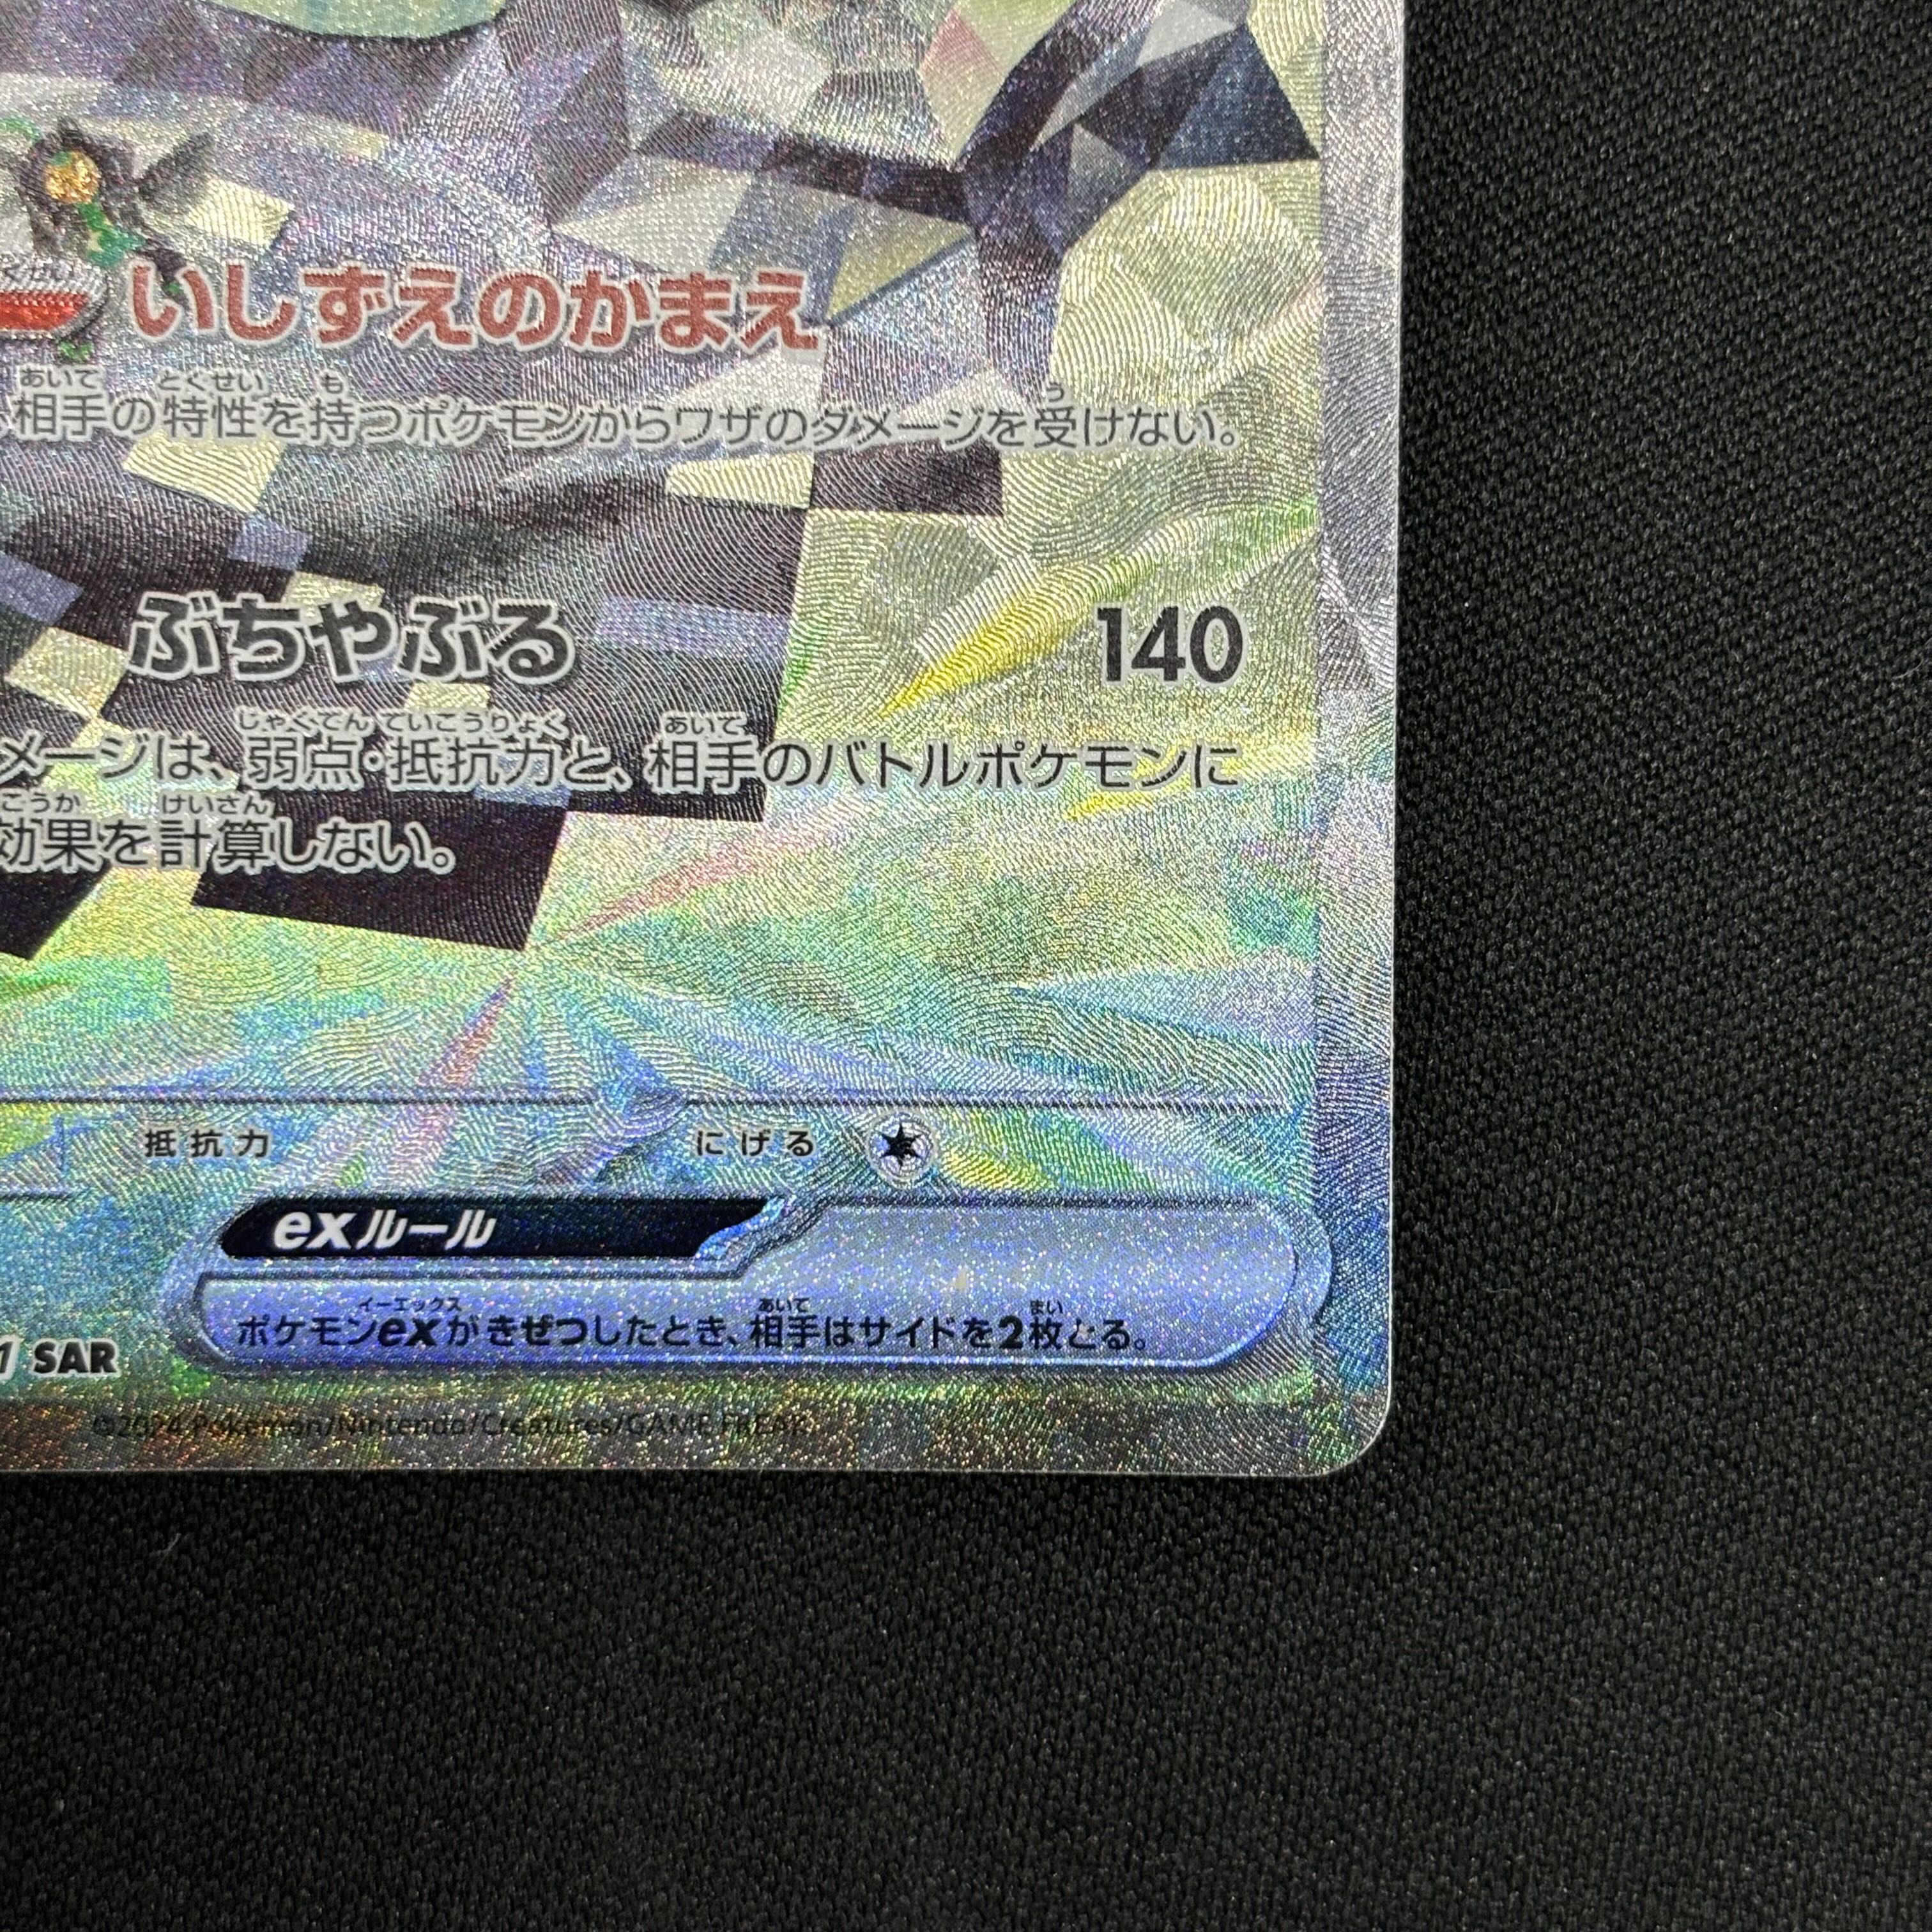 いしずえのかまえ
あいて とくせい も う
相手の特性を持つポケモンからワザのダメージを受けない。
ぶちやぶる 140
じゃくてん ていこうりょく あいて
メージは、弱点・抵抗力と、相手のバトルポケモンに
こうか けいさん
効果を計算しない。
抵抗力 にげる
exルール
イーエックス あいて まい
ポケモンexがきぜつしたとき、相手はサイドを2枚とる。
1 SAR
©2024 Pokémon/Nintendo/Creatures/GAME FREAK